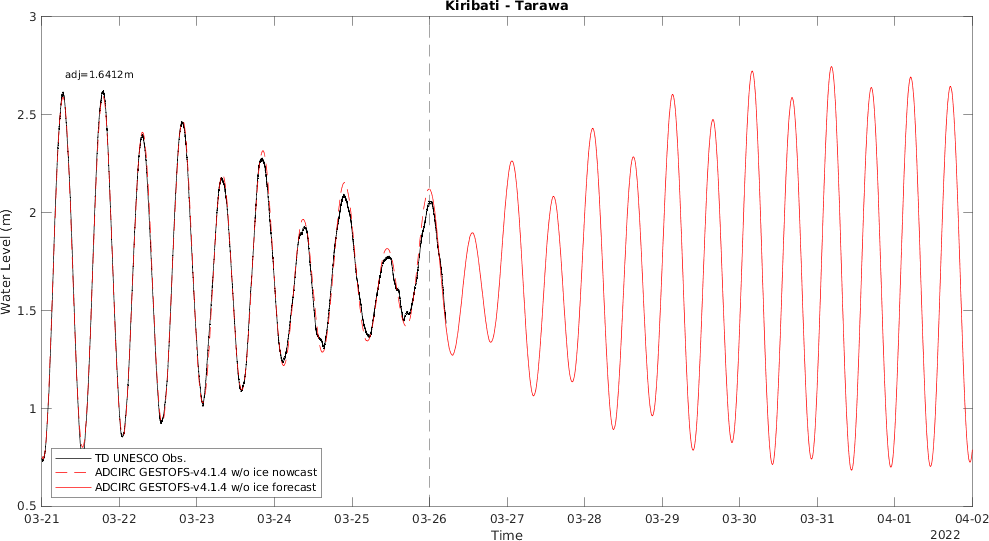 Kiribati - Tarawa
3
adj=1.6412m
2.5
2
Water Level (m)
1.5
1
TD UNESCO Obs.
ADCIRC GESTOFS-v4.1.4 w/o ice nowcast
ADCIRC GESTOFS-v4.1.4 w/o ice forecast
0.5
03-21 03-22 03-23 03-24 03-25 03-26 03-27 03-28 03-29 03-30 03-31 04-01 04-02
Time
2022